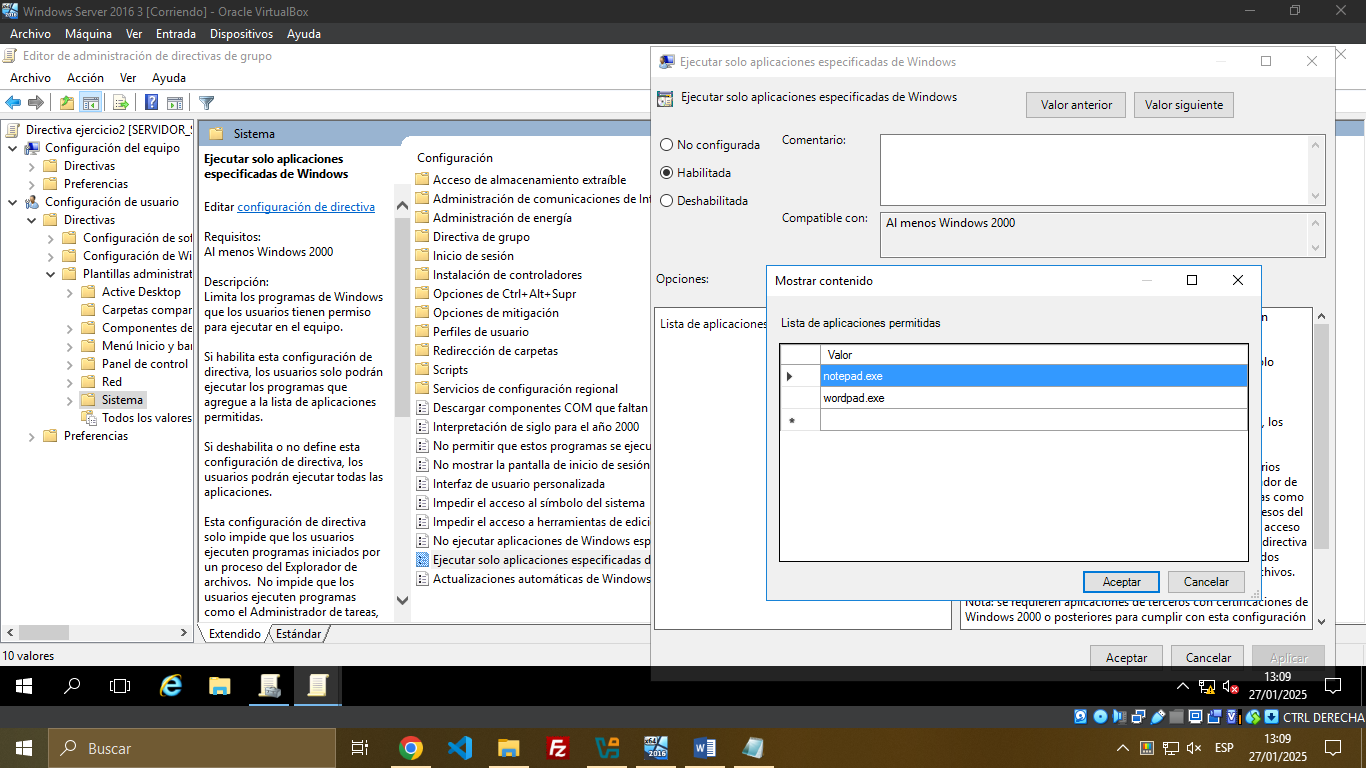 Windows Server 2016 3 [Corriendo] - Oracle VirtualBox
Archivo Máquina Ver Entrada Dispositivos Ayuda
Editor de administración de directivas de grupo
Archivo Acción Ver Ayuda
Directiva ejercicio2 [SERVIDOR_S
Configuración del equipo
Directivas
Preferencias
Configuración de usuario
Directivas
Configuración de sof
Configuración de Wi
Plantillas administrat
Active Desktop
Carpetas compar
Componentes de
Menú Inicio y bar
Panel de control
Red
Sistema
Todos los valores
Preferencias
Sistema
Ejecutar solo aplicaciones
especificadas de Windows
Editar configuración de directiva
Requisitos:
Al menos Windows 2000
Descripción:
Limita los programas de Windows
que los usuarios tienen permiso
para ejecutar en el equipo.
Si habilita esta configuración de
directiva, los usuarios solo podrán
ejecutar los programas que
agregue a la lista de aplicaciones
permitidas.
Si deshabilita o no define esta
configuración de directiva, los
usuarios podrán ejecutar todas las
aplicaciones.
Esta configuración de directiva
solo impide que los usuarios
ejecuten programas iniciados por
un proceso del Explorador de
archivos. No impide que los
usuarios ejecuten programas
como el Administrador de tareas,
Configuración
Acceso de almacenamiento extraíble
Administración de comunicaciones de Int
Administración de energía
Directiva de grupo
Inicio de sesión
Instalación de controladores
Opciones de Ctrl+Alt+Supr
Opciones de mitigación
Perfiles de usuario
Redirección de carpetas
Scripts
Servicios de configuración regional
Descargar componentes COM que faltan
Interpretación de siglo para el año 2000
No permitir que estos programas se ejecu
No mostrar la pantalla de inicio de sesión
Interfaz de usuario personalizada
Impedir el acceso al símbolo del sistema
Impedir el acceso a herramientas de edici
No ejecutar aplicaciones de Windows esp
Ejecutar solo aplicaciones especificadas d
Actualizaciones automáticas de Windows
Extendido Estándar
10 valores
Ejecutar solo aplicaciones especificadas de Windows
Ejecutar solo aplicaciones especificadas de Windows
Valor anterior Valor siguiente
No configurada
Habilitada
Deshabilitada
Comentario:
Compatible con:
Al menos Windows 2000
Opciones:
Lista de aplicaciones
Mostrar contenido
Lista de aplicaciones permitidas
Valor
notepad.exe
wordpad.exe
*
Aceptar Cancelar
, los
as como
acceso
directiva
chivos.
Nota: se requieren aplicaciones de terceros con certificaciones de
Windows 2000 o posteriores para cumplir con esta configuración
Aceptar Cancelar Aplicar
13:09
27/01/2025
CTRL DERECHA
Buscar
x64
2016
ESP
13:09
27/01/2025